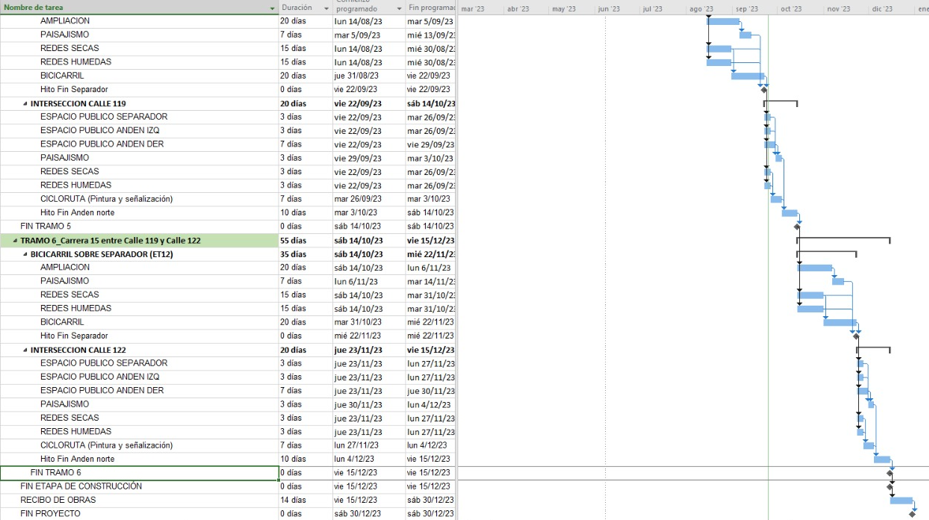 Nombre de tarea Duración Comienzo programado Fin programad mar '23 abr '23 may '23 jun '23 jul '23 ago '23 sep '23 oct '23 nov '23 dic '23 ene
AMPLIACION 20 días lun 14/08/23 mar 5/09/23
PAISAJISMO 7 días mar 5/09/23 mié 13/09/23
REDES SECAS 15 días lun 14/08/23 mié 30/08/23
REDES HUMEDAS 15 días lun 14/08/23 mié 30/08/23
BICICARRIL 20 días jue 31/08/23 vie 22/09/23
Hito Fin Separador 0 días vie 22/09/23 vie 22/09/23
INTERSECCION CALLE 119 20 días vie 22/09/23 sáb 14/10/23
ESPACIO PUBLICO SEPARADOR 3 días vie 22/09/23 mar 26/09/23
ESPACIO PUBLICO ANDEN IZQ 3 días vie 22/09/23 mar 26/09/23
ESPACIO PUBLICO ANDEN DER 7 días vie 22/09/23 vie 29/09/23
PAISAJISMO 3 días vie 29/09/23 mar 3/10/23
REDES SECAS 3 días vie 22/09/23 mar 26/09/23
REDES HUMEDAS 3 días vie 22/09/23 mar 26/09/23
CICLORUTA (Pintura y señalización) 7 días mar 26/09/23 mar 3/10/23
Hito Fin Anden norte 10 días mar 3/10/23 sáb 14/10/23
FIN TRAMO 5 0 días sáb 14/10/23 sáb 14/10/23
TRAMO 6_Carrera 15 entre Calle 119 y Calle 122 55 días sáb 14/10/23 vie 15/12/23
BICICARRIL SOBRE SEPARADOR (ET12) 35 días sáb 14/10/23 mié 22/11/23
AMPLIACION 20 días sáb 14/10/23 lun 6/11/23
PAISAJISMO 7 días lun 6/11/23 mar 14/11/23
REDES SECAS 15 días sáb 14/10/23 mar 31/10/23
REDES HUMEDAS 15 días sáb 14/10/23 mar 31/10/23
BICICARRIL 20 días mar 31/10/23 mié 22/11/23
Hito Fin Separador 0 días mié 22/11/23 mié 22/11/23
INTERSECCION CALLE 122 20 días jue 23/11/23 vie 15/12/23
ESPACIO PUBLICO SEPARADOR 3 días jue 23/11/23 lun 27/11/23
ESPACIO PUBLICO ANDEN IZQ 3 días jue 23/11/23 lun 27/11/23
ESPACIO PUBLICO ANDEN DER 7 días jue 23/11/23 jue 30/11/23
PAISAJISMO 3 días jue 30/11/23 lun 4/12/23
REDES SECAS 3 días jue 23/11/23 lun 27/11/23
REDES HUMEDAS 3 días jue 23/11/23 lun 27/11/23
CICLORUTA (Pintura y señalización) 7 días lun 27/11/23 lun 4/12/23
Hito Fin Anden norte 10 días lun 4/12/23 vie 15/12/23
FIN TRAMO 6 0 días vie 15/12/23 vie 15/12/23
FIN ETAPA DE CONSTRUCCIÓN 0 días vie 15/12/23 vie 15/12/23
RECIBO DE OBRAS 14 días vie 15/12/23 sáb 30/12/23
FIN PROYECTO 0 días sáb 30/12/23 sáb 30/12/23